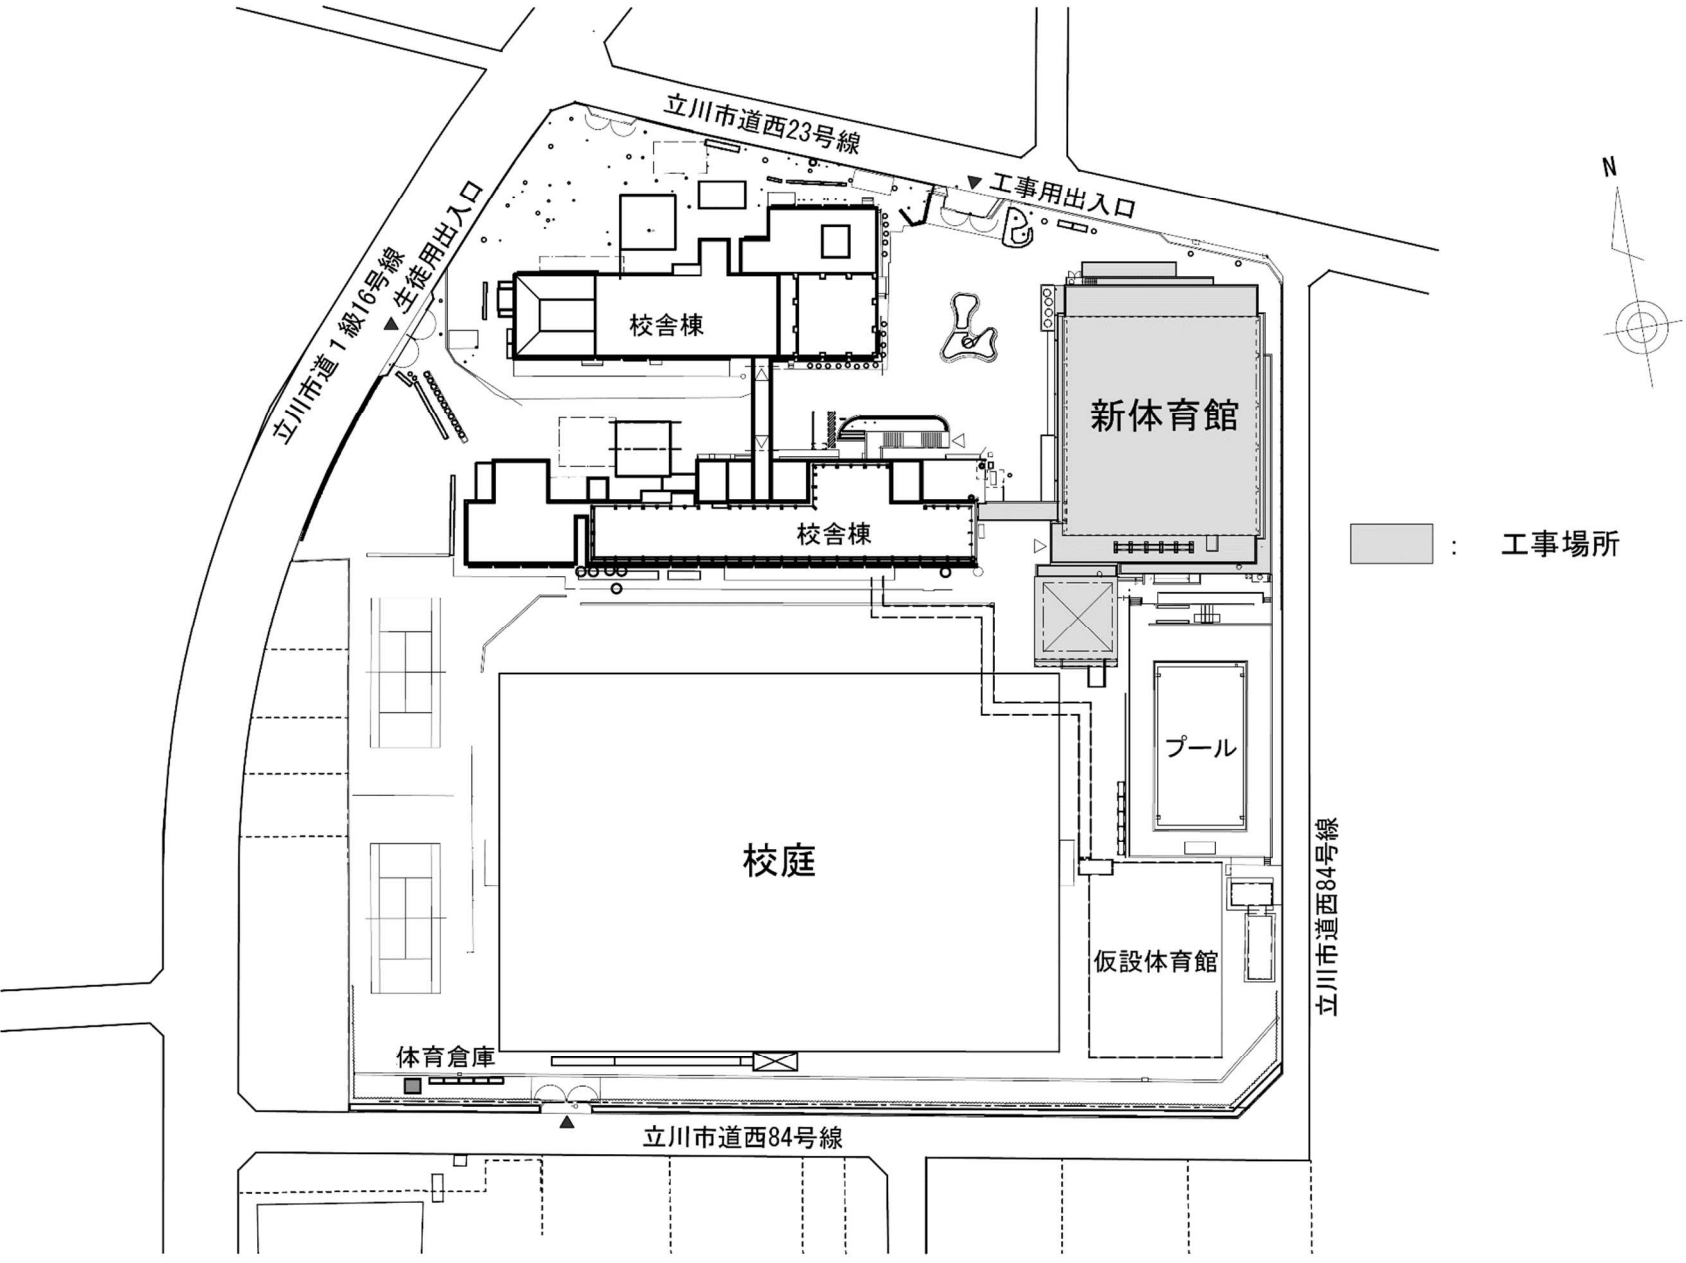 立川市道西23号線
N
工事用出入口
生徒用出入口
立川市道1級16号線
校舎棟
新体育館
校舎棟
： 工事場所
プール
校庭
立川市道西84号線
仮設体育館
体育倉庫
立川市道西84号線